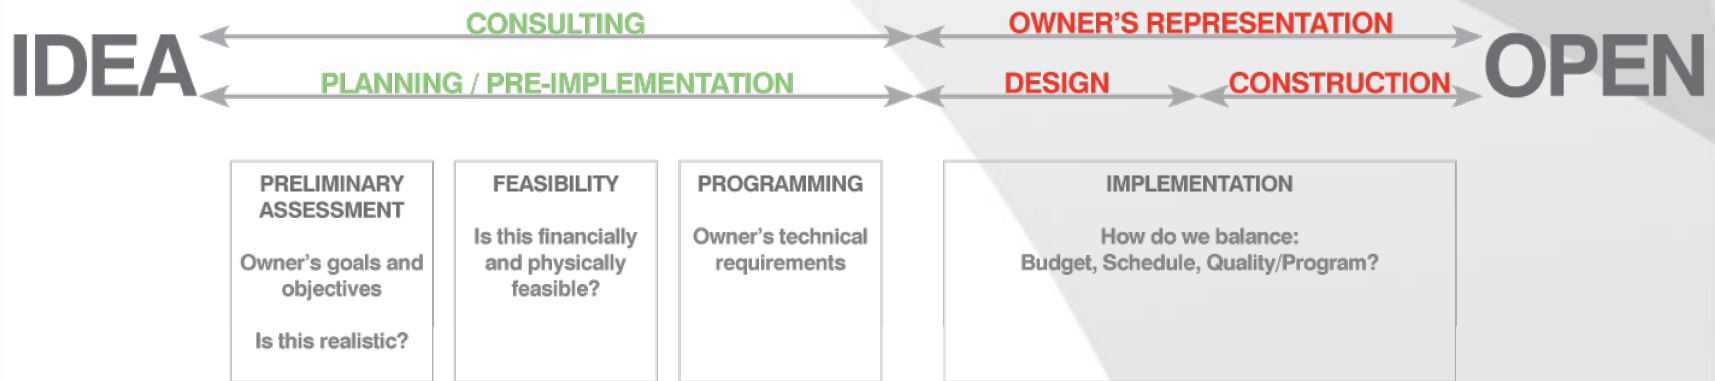 IDEA
CONSULTING
OWNER'S REPRESENTATION
OPEN
PLANNING / PRE-IMPLEMENTATION
DESIGN
CONSTRUCTION
PRELIMINARY
ASSESSMENT
Owner's goals and
objectives
Is this realistic?
FEASIBILITY
Is this financially
and physically
feasible?
PROGRAMMING
Owner's technical
requirements
IMPLEMENTATION
How do we balance:
Budget, Schedule, Quality/Program?